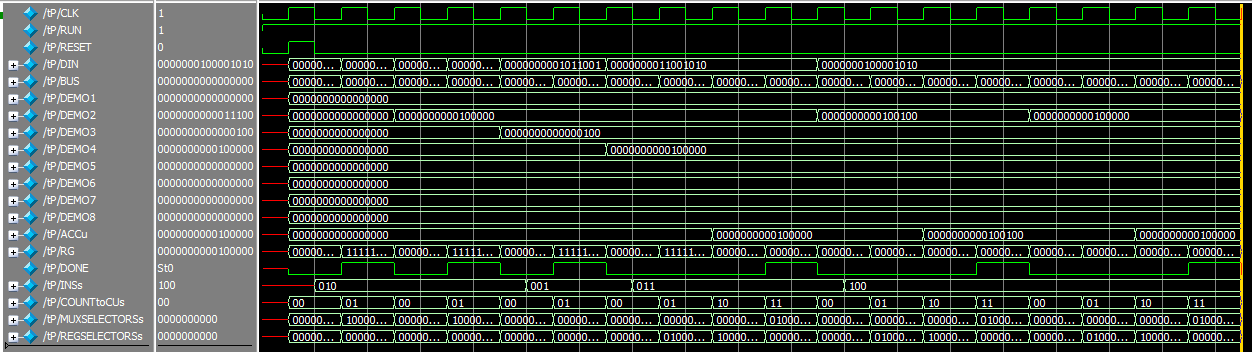 /tP/CLK 1
/tP/RUN 1
/tP/RESET 0
/tP/DIN 0000000100001010 00000... 00000... 00000... 00000... 0000000001011001 0000000011001010 0000000100001010
/tP/BUS 0000000000000000 00000... 00000... 00000... 00000... 00000... 00000... 00000... 00000... 00000... 00000... 00000... 00000... 00000... 00000... 00000... 00000... 00000... 00000...
/tP/DEMO1 0000000000000000 0000000000000000
/tP/DEMO2 0000000000011100 0000000000000000 0000000000100000 0000000000100100 0000000000100000
/tP/DEMO3 0000000000000100 0000000000000000 0000000000000100
/tP/DEMO4 0000000000100000 0000000000000000 0000000000100000
/tP/DEMO5 0000000000000000 0000000000000000
/tP/DEMO6 0000000000000000 0000000000000000
/tP/DEMO7 0000000000000000 0000000000000000
/tP/DEMO8 0000000000000000 0000000000000000
/tP/ACCu 0000000000100000 0000000000000000 0000000000100000 0000000000100100 0000000000100000
/tP/RG 0000000000100000 00000... 11111... 00000... 11111... 00000... 11111... 00000... 11111... 00000... 00000... 00000... 00000... 00000... 00000... 00000... 00000... 00000... 00000...
/tP/DONE St0
/tP/INSs 100 010 001 011 100
/tP/COUNTtoCUs 00 00 01 00 01 00 01 00 01 10 11 00 01 10 11 00 01 10 11
/tP/MUXSELECTORSs 0000000000 00000... 10000... 00000... 10000... 00000... 00000... 00000... 00000... 00000... 01000... 00000... 00000... 00000... 01000... 00000... 00000... 00000... 01000...
/tP/REGSELECTORSs 0000000000 00000... 00000... 00000... 00000... 00000... 00000... 00000... 01000... 10000... 00000... 00000... 01000... 10000... 00000... 00000... 01000... 10000... 00000...